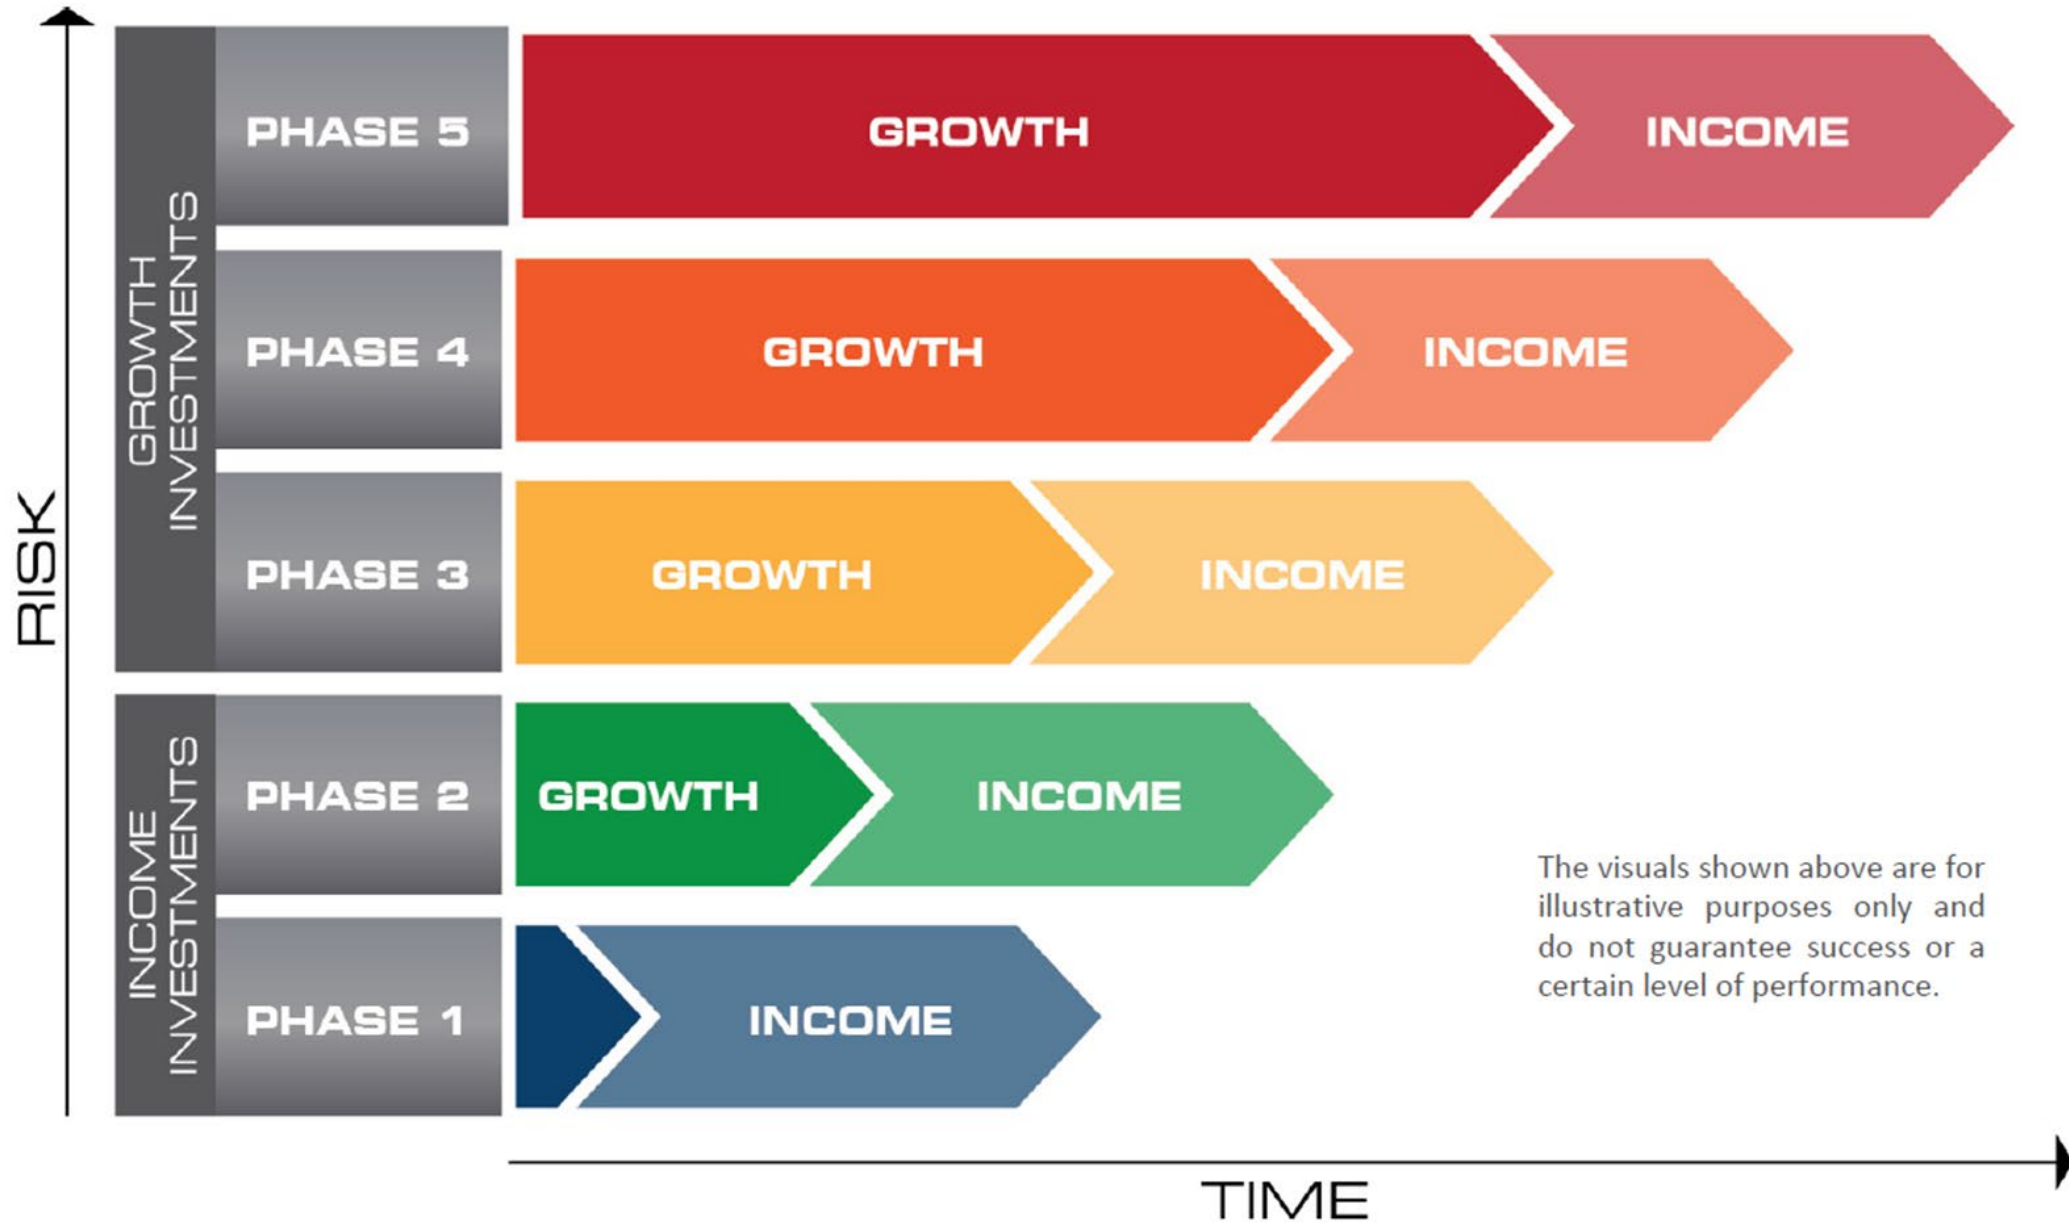 RISK
GROWTH
INVESTMENTS
PHASE 5
GROWTH
INCOME
PHASE 4
GROWTH
INCOME
PHASE 3
GROWTH
INCOME
INCOME
INVESTMENTS
PHASE 2
GROWTH
INCOME
PHASE 1
INCOME
The visuals shown above are for
illustrative purposes only and
do not guarantee success or a
certain level of performance.
TIME